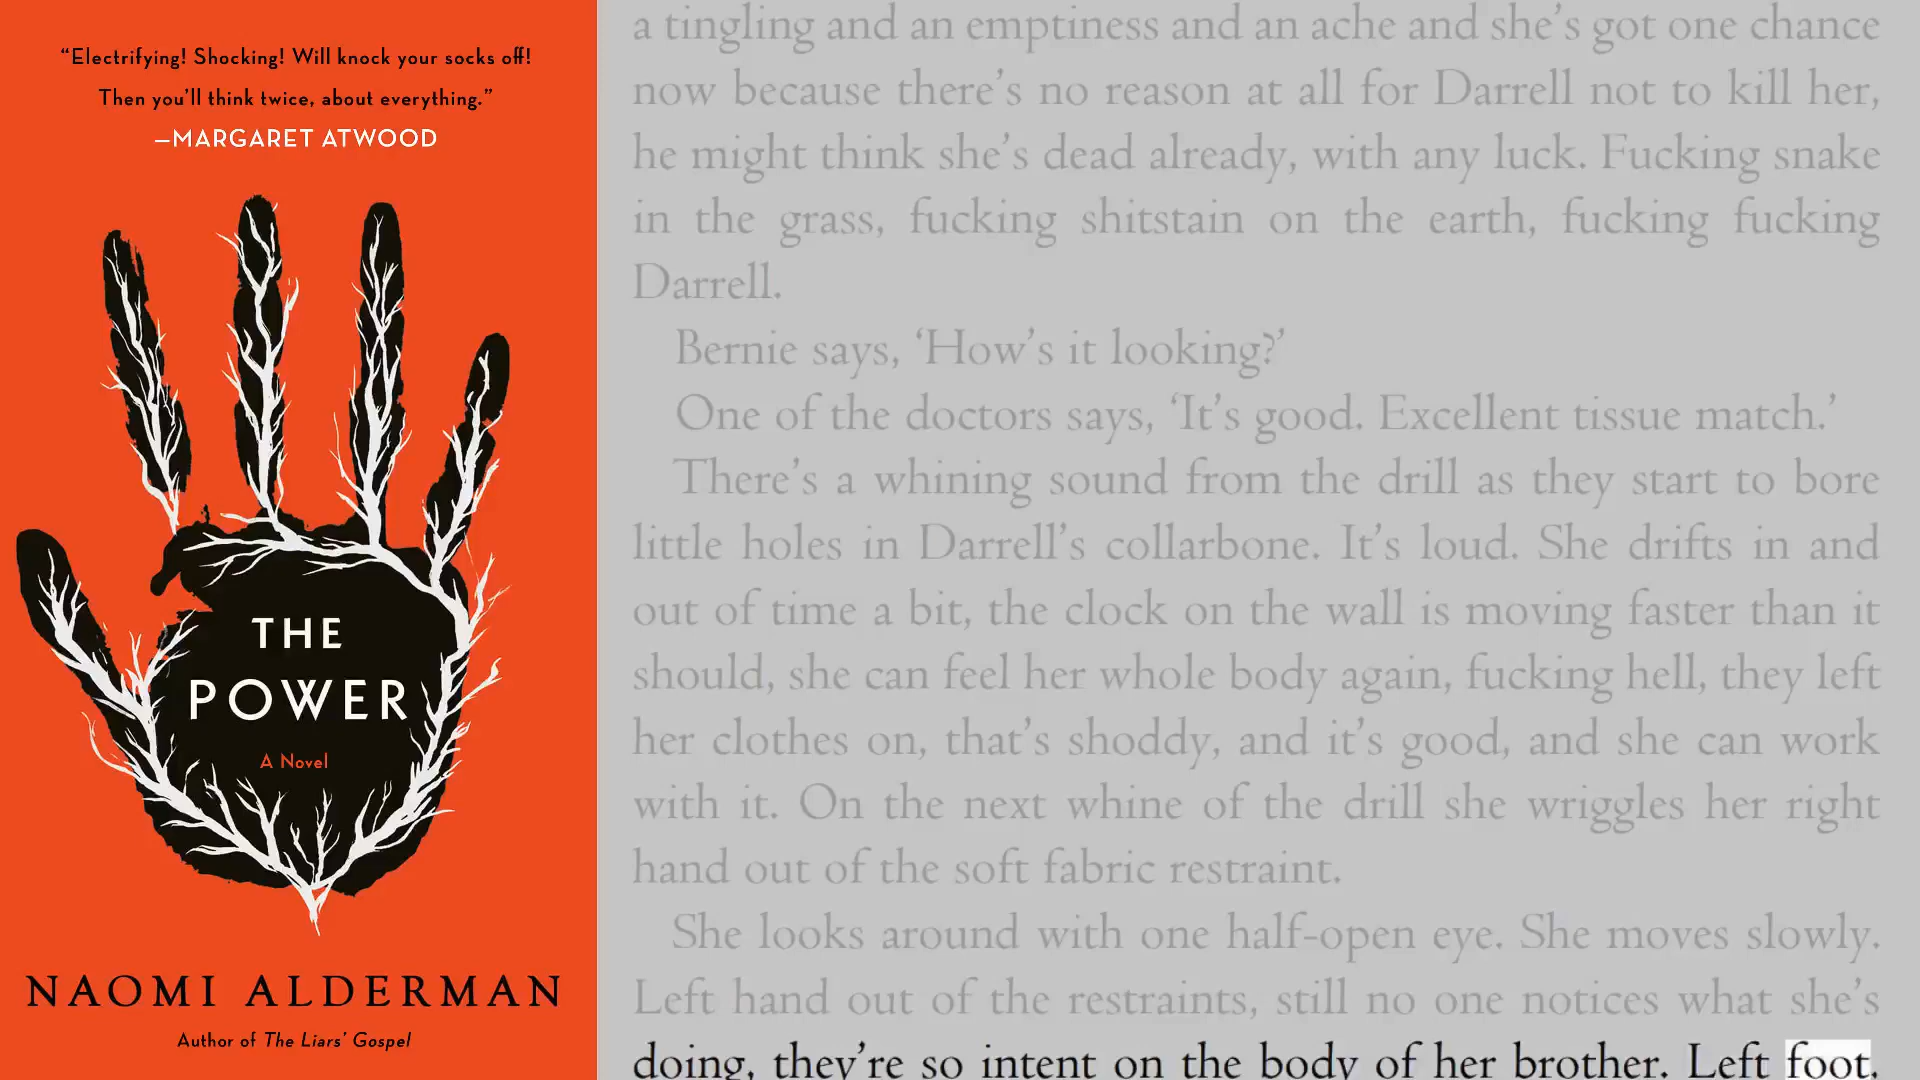 “Electrifying! Shocking! Will knock your socks off!
Then you’ll think twice, about everything.”
—MARGARET ATWOOD
THE
POWER
A Novel
NAOMI ALDERMAN
Author of The Liars’ Gospel
a tingling and an emptiness and an ache and she’s got one chance
now because there’s no reason at all for Darrell not to kill her,
he might think she’s dead already, with any luck. Fucking snake
in the grass, fucking shitstain on the earth, fucking fucking
Darrell.
Bernie says, ‘How’s it looking?’
One of the doctors says, ‘It’s good. Excellent tissue match.’
There’s a whining sound from the drill as they start to bore
little holes in Darrell’s collarbone. It’s loud. She drifts in and
out of time a bit, the clock on the wall is moving faster than it
should, she can feel her whole body again, fucking hell, they left
her clothes on, that’s shoddy, and it’s good, and she can work
with it. On the next whine of the drill she wriggles her right
hand out of the soft fabric restraint.
She looks around with one half-open eye. She moves slowly.
Left hand out of the restraints, still no one notices what she’s
doing, they’re so intent on the body of her brother. Left foot.